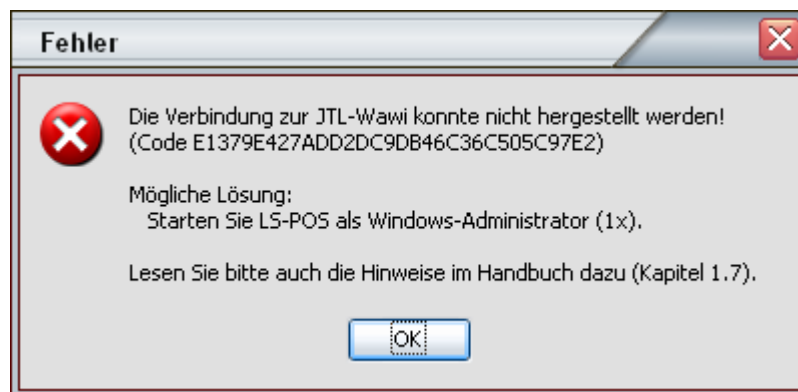 Fehler
Die Verbindung zur JTL-Wawi konnte nicht hergestellt werden!
(Code E1379E427ADD2DC9DB46C36C505C97E2)
Mögliche Lösung:
Starten Sie LS-POS als Windows-Administrator (1x).
Lesen Sie bitte auch die Hinweise im Handbuch dazu (Kapitel 1.7).
OK